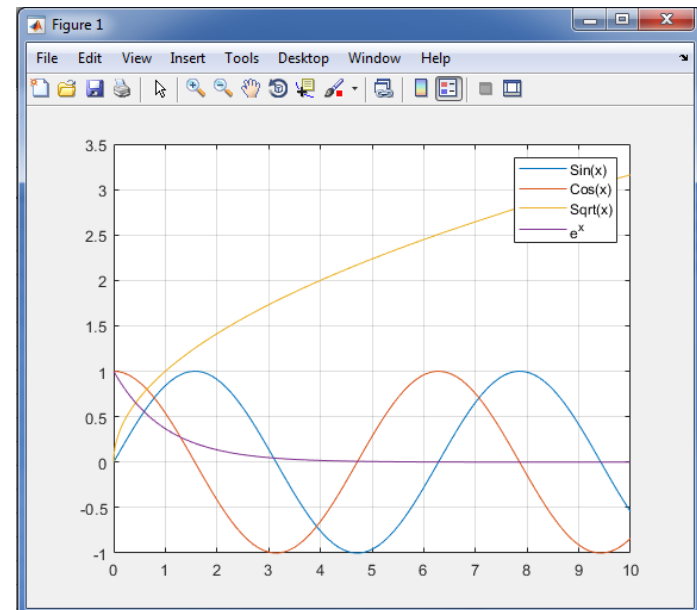 Figure 1
File Edit View Insert Tools Desktop Window Help
3.5
3
2.5
2
1.5
1
0.5
0
-0.5
-1
0 1 2 3 4 5 6 7 8 9 10
Sin(x)
Cos(x)
Sqrt(x)
e^x